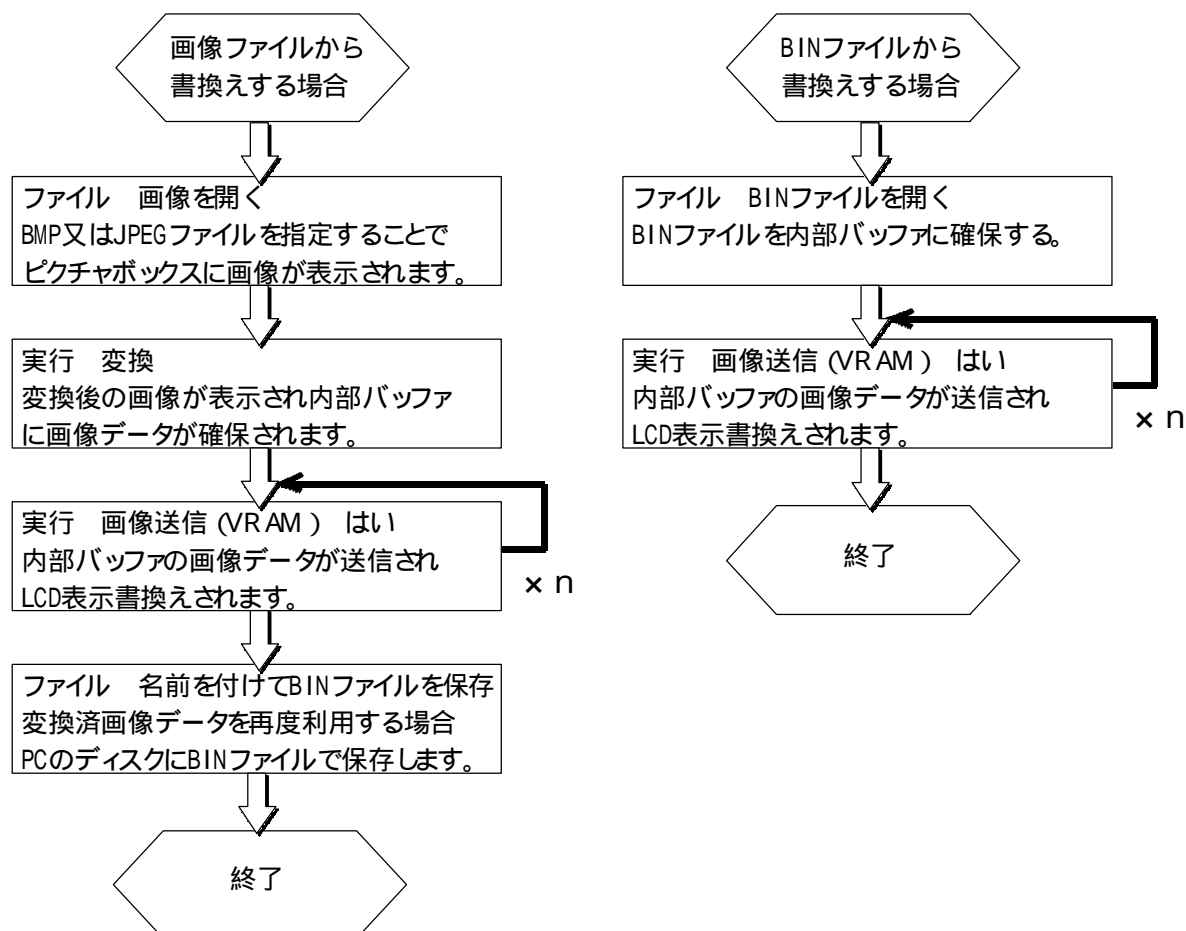 画像ファイルから
書換えする場合
ファイル　画像を開く
BMP又はJPEGファイルを指定することで
ピクチャボックスに画像が表示されます。
実行　変換
変換後の画像が表示され内部バッファ
に画像データが確保されます。
実行　画像送信(VRAM)　はい
内部バッファの画像データが送信され
LCD表示書換えされます。
×n
ファイル　名前を付けてBINファイルを保存
変換済画像データを再度利用する場合
PCのディスクにBINファイルで保存します。
終了
BINファイルから
書換えする場合
ファイル　BINファイルを開く
BINファイルを内部バッファに確保する。
実行　画像送信(VRAM)　はい
内部バッファの画像データが送信され
LCD表示書換えされます。
×n
終了